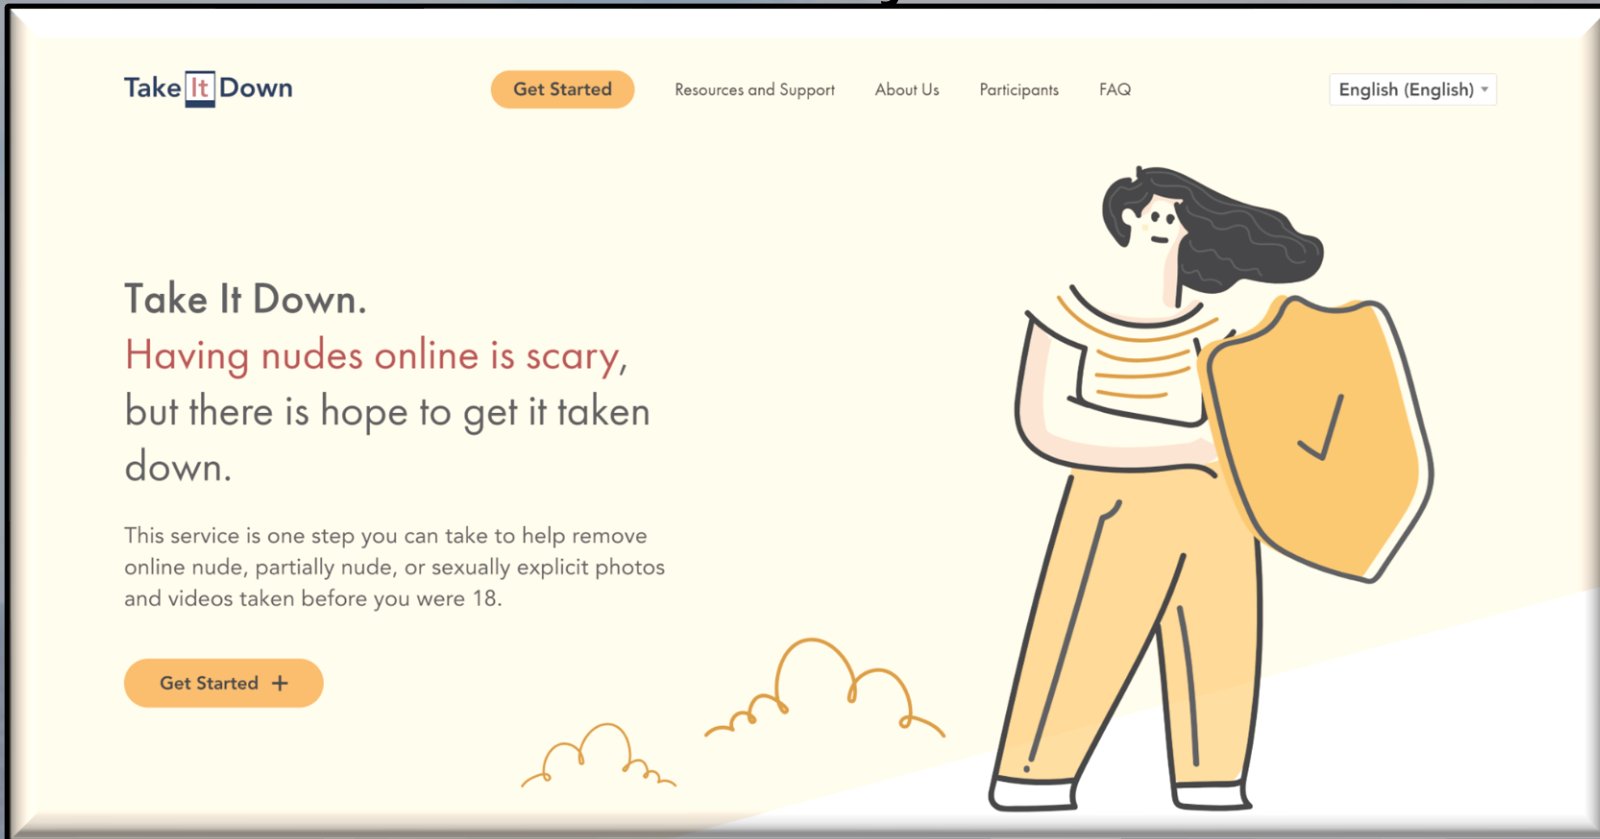 Take It Down
Get Started
Resources and Support
About Us
Participants
FAQ
English (English)
Take It Down.
Having nudes online is scary,
but there is hope to get it taken
down.
This service is one step you can take to help remove
online nude, partially nude, or sexually explicit photos
and videos taken before you were 18.
Get Started +